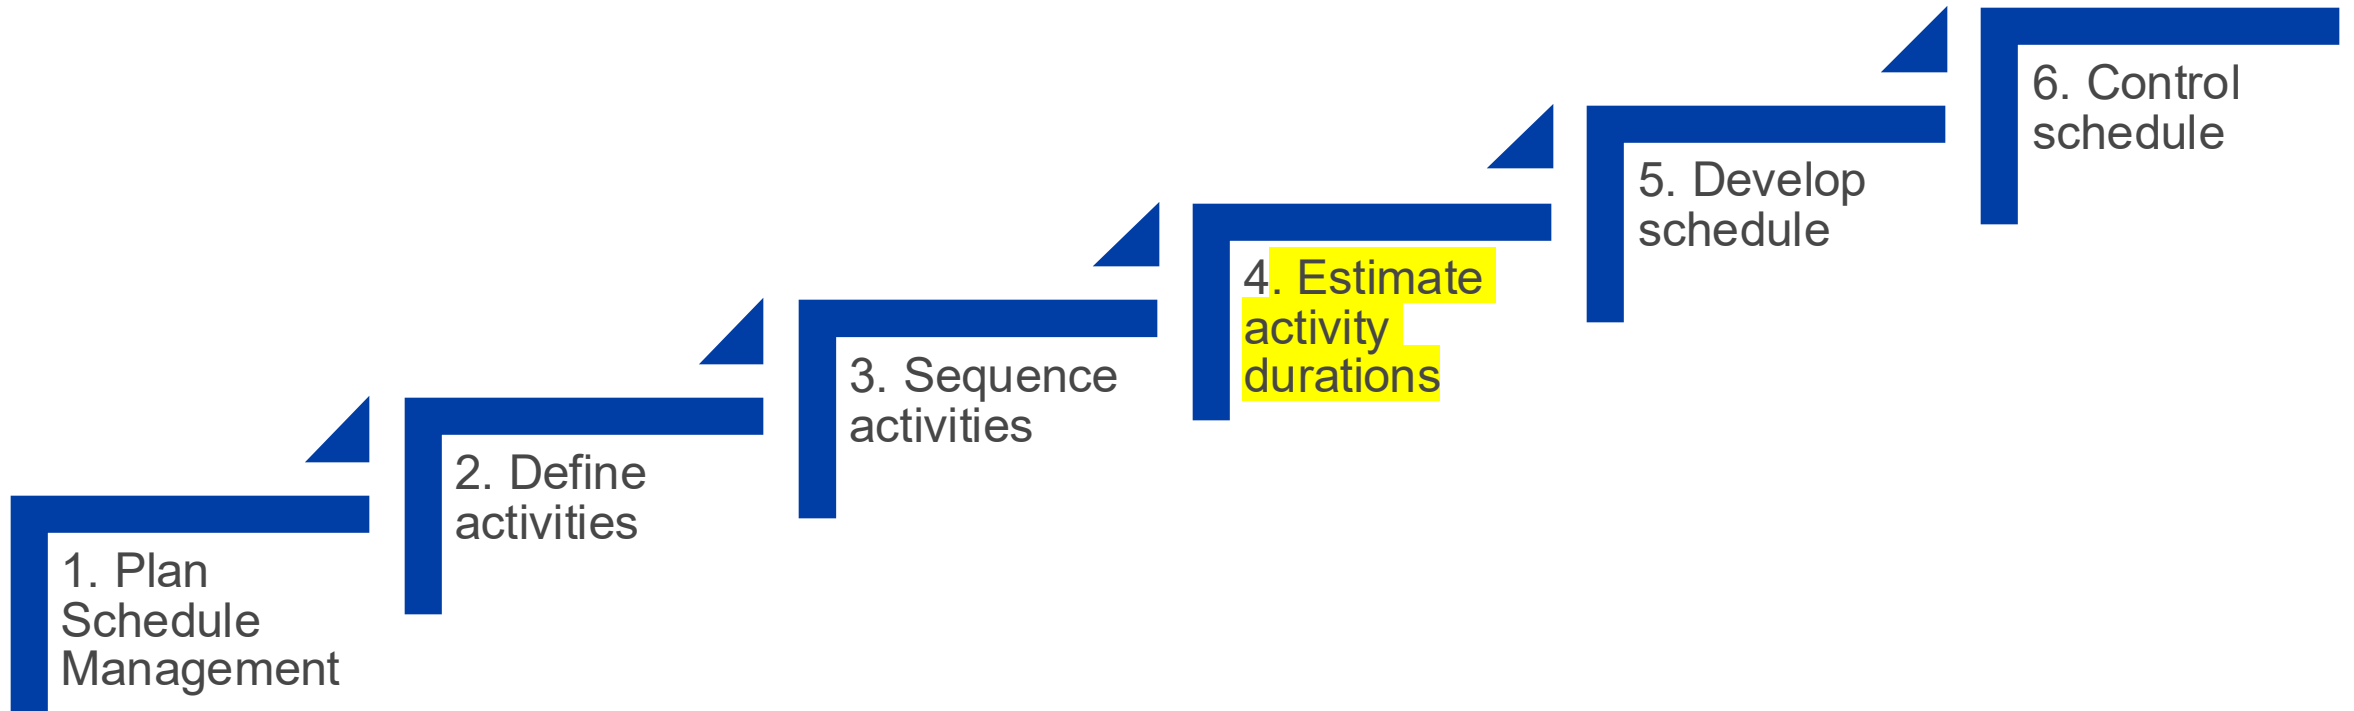 1. Plan
Schedule
Management
2. Define
activities
3. Sequence
activities
4. Estimate
activity
durations
5. Develop
schedule
6. Control
schedule